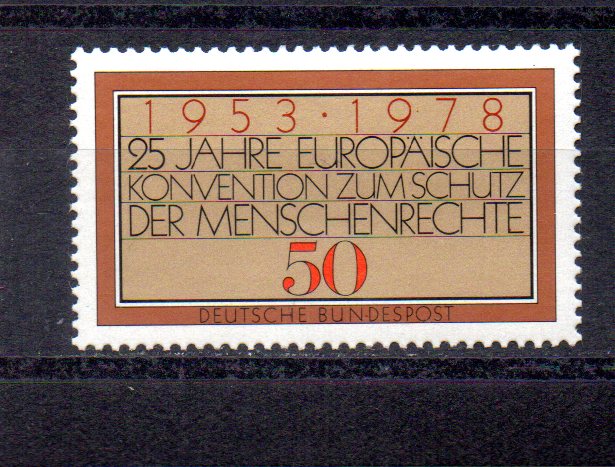 1953·1978
25 JAHRE EUROPÄISCHE
KONVENTION ZUM SCHUTZ
DER MENSCHENRECHTE
50
DEUTSCHE BUNDESPOST